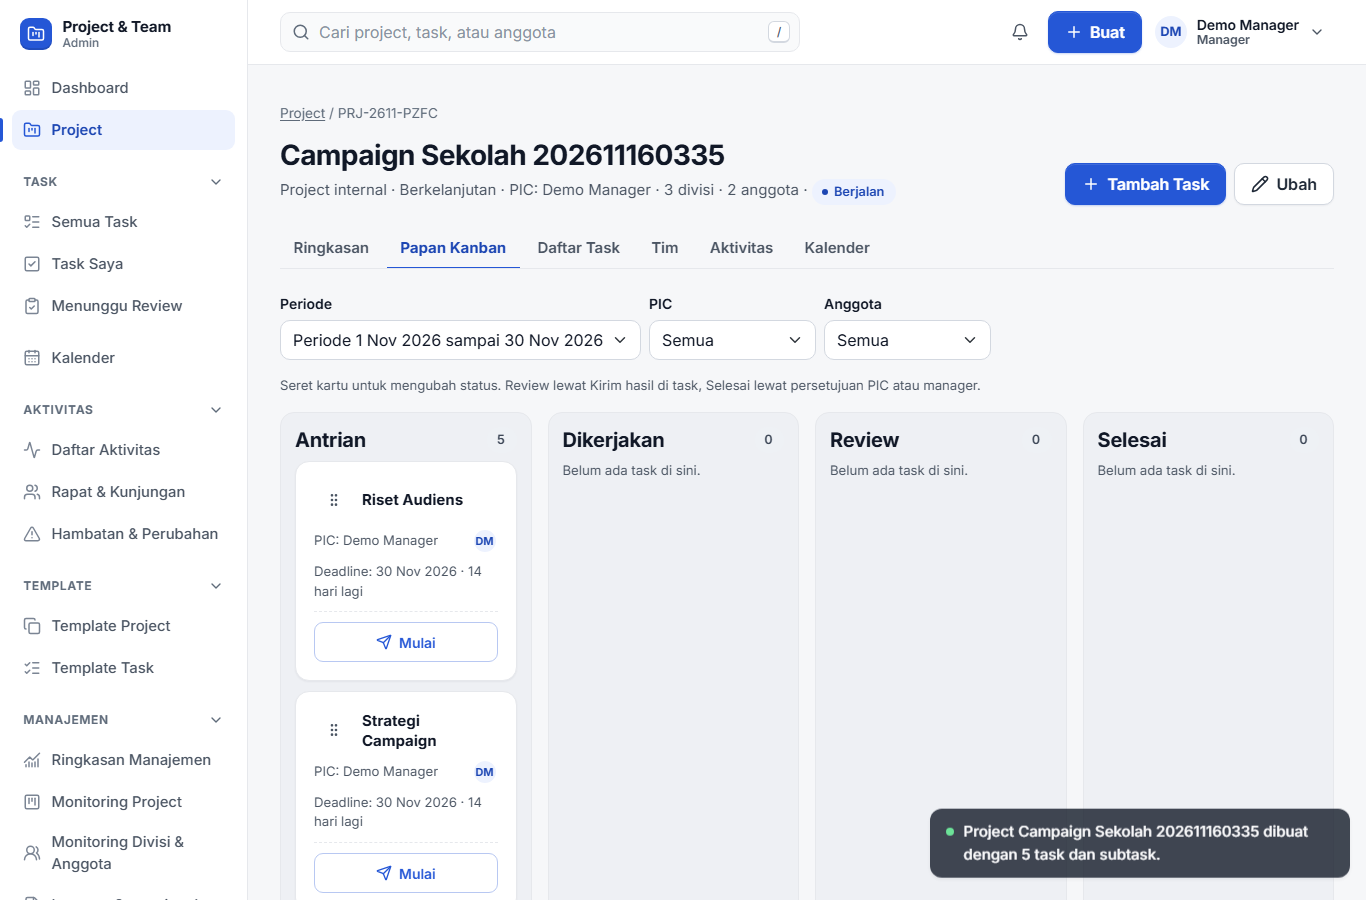 Project & Team
Admin
Cari project, task, atau anggota
/
Buat
DM
Demo Manager
Manager
Dashboard
Project
TASK
Semua Task
Task Saya
Menunggu Review
Kalender
AKTIVITAS
Daftar Aktivitas
Rapat & Kunjungan
Hambatan & Perubahan
TEMPLATE
Template Project
Template Task
MANAJEMEN
Ringkasan Manajemen
Monitoring Project
Monitoring Divisi &
Anggota
Project / PRJ-2611-PZFC
Campaign Sekolah 202611160335
Project internal · Berkelanjutan · PIC: Demo Manager · 3 divisi · 2 anggota · Berjalan
Tambah Task
Ubah
Ringkasan
Papan Kanban
Daftar Task
Tim
Aktivitas
Kalender
Periode
PIC
Anggota
Periode 1 Nov 2026 sampai 30 Nov 2026
Semua
Semua
Seret kartu untuk mengubah status. Review lewat Kirim hasil di task, Selesai lewat persetujuan PIC atau manager.
Antrian
5
Riset Audiens
PIC: Demo Manager
DM
Deadline: 30 Nov 2026 · 14
hari lagi
Mulai
Strategi
Campaign
PIC: Demo Manager
DM
Deadline: 30 Nov 2026 · 14
hari lagi
Mulai
Dikerjakan
0
Belum ada task di sini.
Review
0
Belum ada task di sini.
Selesai
0
Belum ada task di sini.
Project Campaign Sekolah 202611160335 dibuat
dengan 5 task dan subtask.